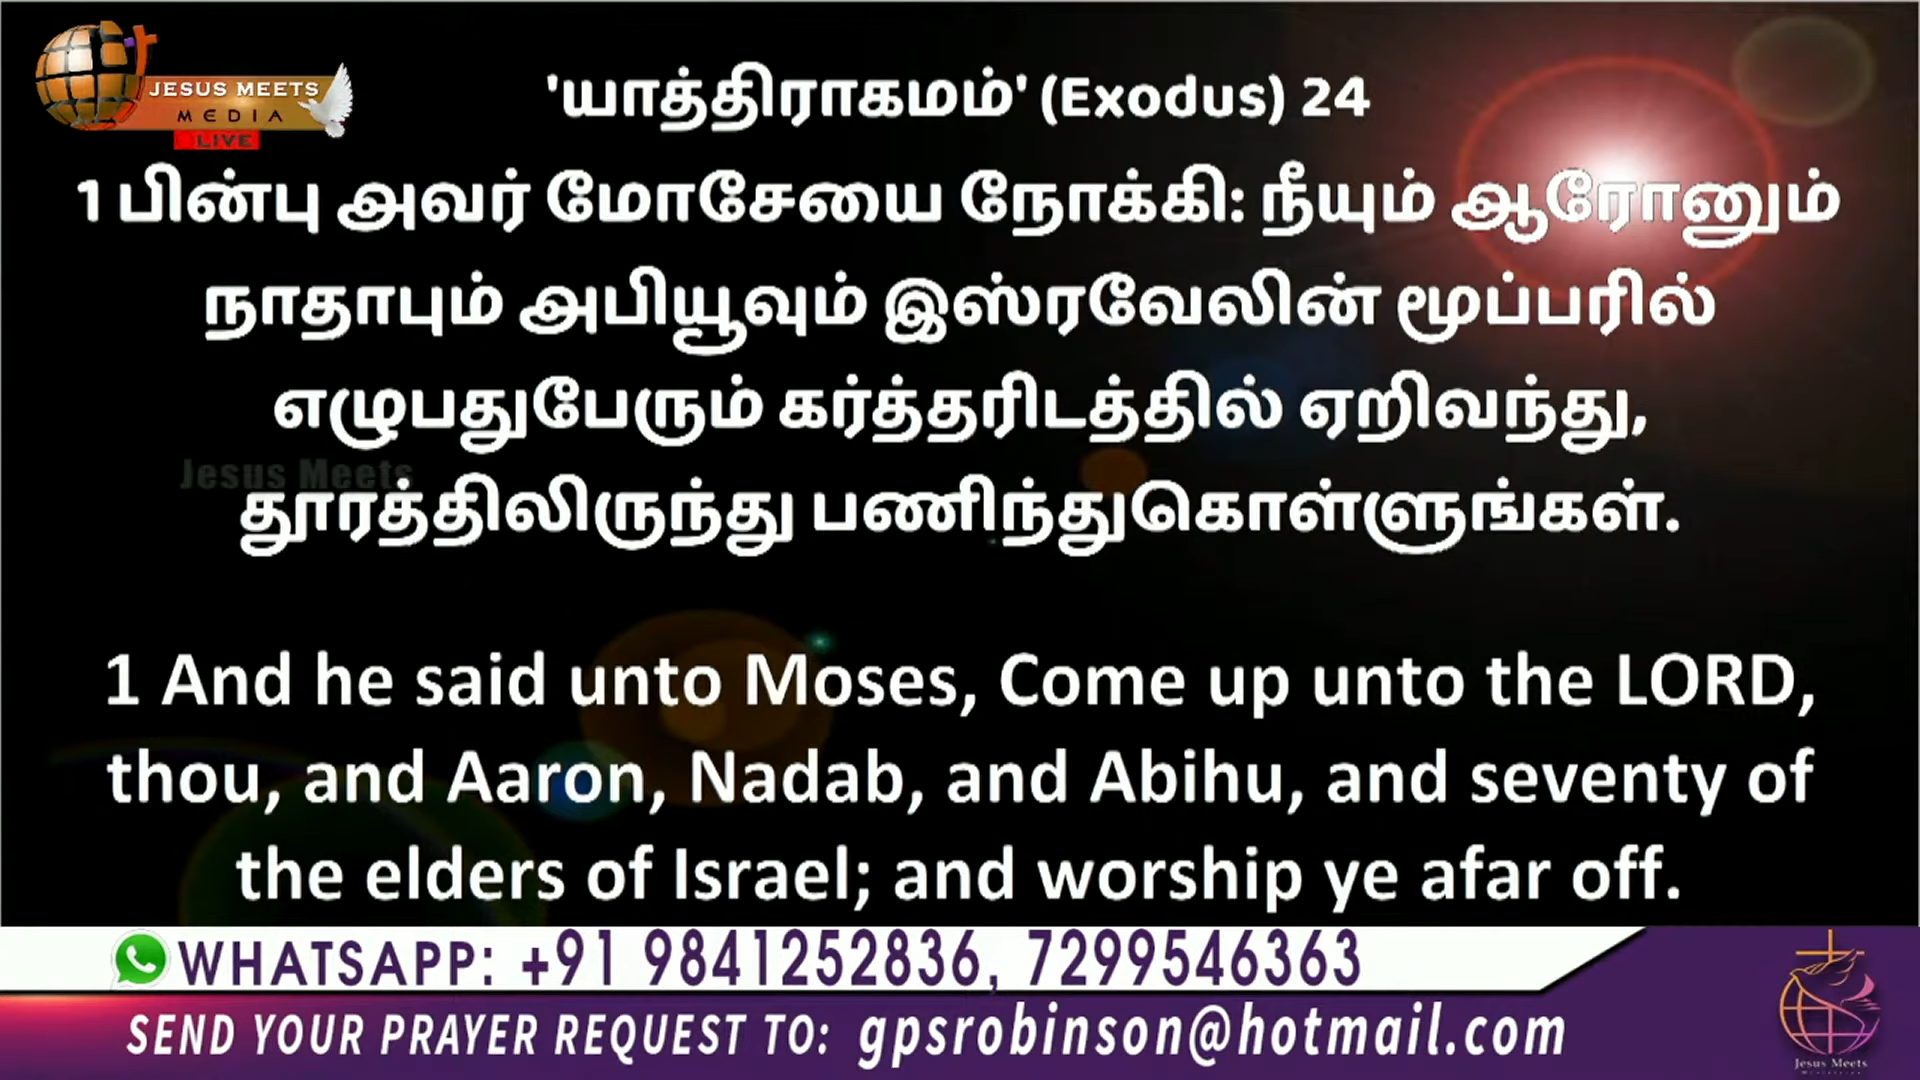 JESUS MEETS
MEDIA
LIVE
'யாத்திராகமம்' (Exodus) 24
1 பின்பு அவர் மோசேயை நோக்கி: நீயும் ஆரோனும்
நாதாபும் அபியூவும் இஸ்ரவேலின் மூப்பரில்
எழுபதுபேரும் கர்த்தரிடத்தில் ஏறிவந்து,
Jesus Meets
தூரத்திலிருந்து பணிந்துகொள்ளுங்கள்.
1 And he said unto Moses, Come up unto the LORD,
thou, and Aaron, Nadab, and Abihu, and seventy of
the elders of Israel; and worship ye afar off.
WHATSAPP: +91 9841252836, 7299546363
SEND YOUR PRAYER REQUEST TO: gpsrobinson@hotmail.com
Jesus Meets